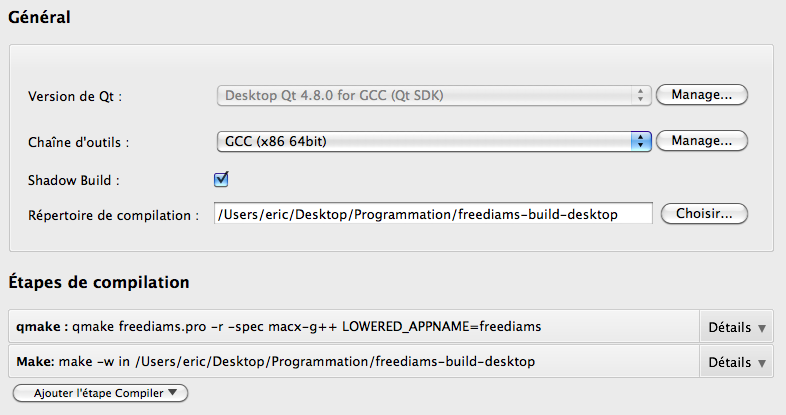 Général
Version de Qt : Desktop Qt 4.8.0 for GCC (Qt SDK) Manage...
Chaîne d'outils : GCC (x86 64bit) Manage...
Shadow Build :
Répertoire de compilation : /Users/eric/Desktop/Programmation/freediams-build-desktop Choisir...
Étapes de compilation
qmake : qmake freediams.pro -r -spec macx-g++ LOWERED_APPNAME=freediams Détails
Make: make -w in /Users/eric/Desktop/Programmation/freediams-build-desktop Détails
Ajouter l'étape Compiler